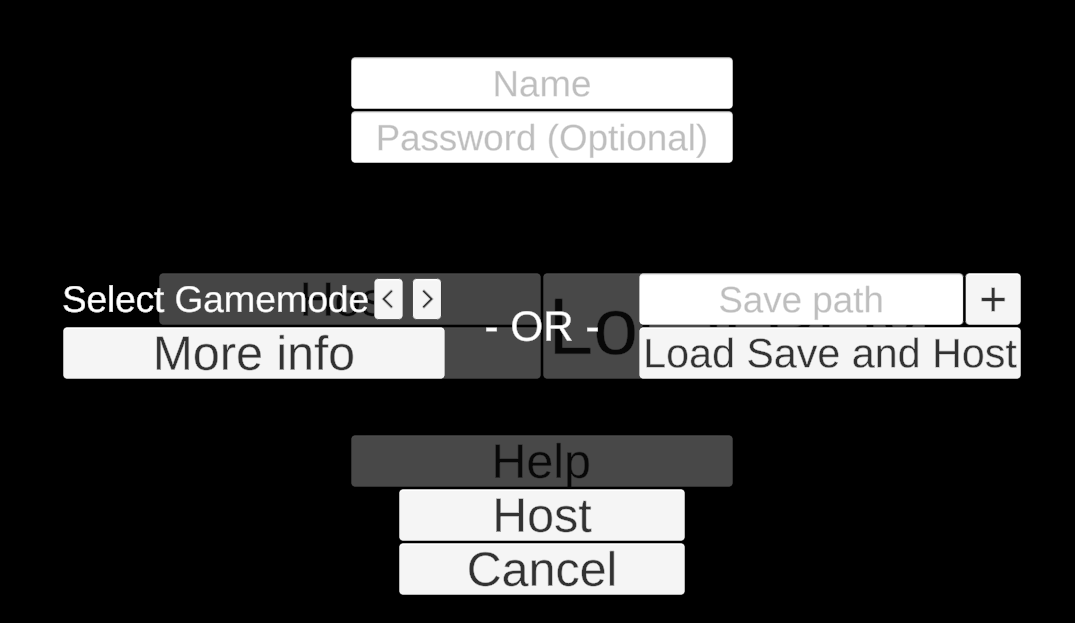 Name
Password (Optional)
Select Gamemode < >
Save path +
- OR -
More info
Load Save and Host
Help
Host
Cancel